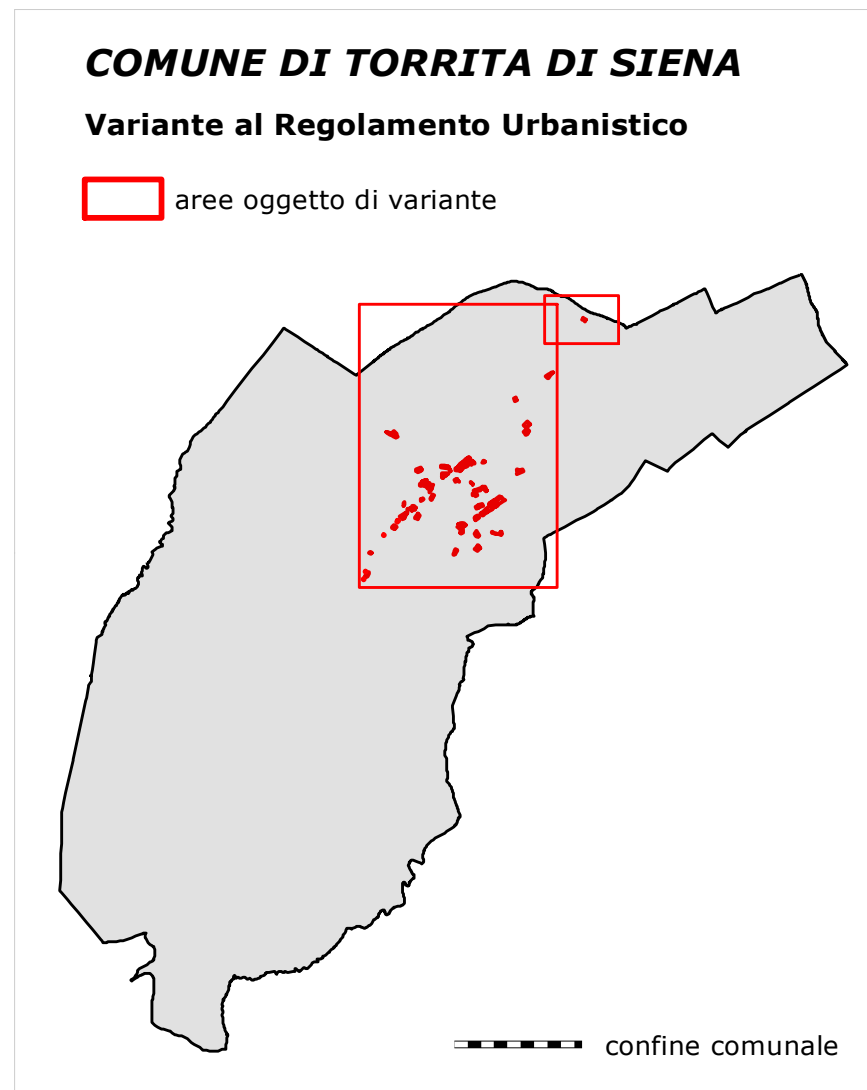 COMUNE DI TORRITA DI SIENA
Variante al Regolamento Urbanistico
aree oggetto di variante
confine comunale